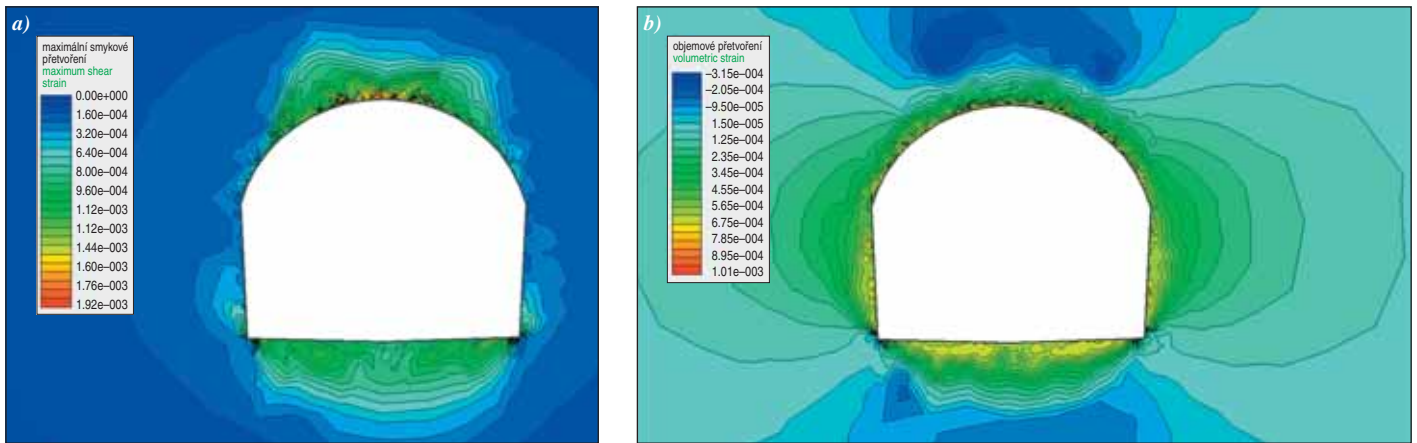 a)
maximální smykové
přetvoření
maximum shear
strain
0.00e+000
1.60e–004
3.20e–004
6.40e–004
8.00e–004
9.60e–004
1.12e–003
1.12e–003
1.44e–003
1.60e–003
1.76e–003
1.92e–003
b)
objemové přetvoření
volumetric strain
–3.15e–004
–2.05e–004
–9.50e–005
1.50e–005
1.25e–004
2.35e–004
3.45e–004
4.55e–004
5.65e–004
6.75e–004
7.85e–004
8.95e–004
1.01e–003